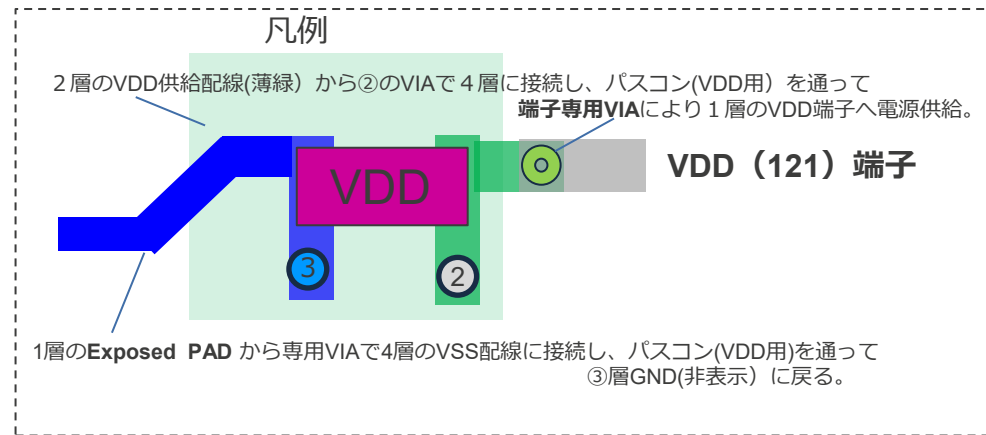 凡例
２層のVDD供給配線(薄緑）から②のVIAで４層に接続し、パスコン(VDD用）を通って
端子専用VIAにより１層のVDD端子へ電源供給。
VDD
VDD（121）端子
3
2
1層のExposed PAD から専用VIAで4層のVSS配線に接続し、パスコン(VDD用)を通って
③層GND(非表示）に戻る。